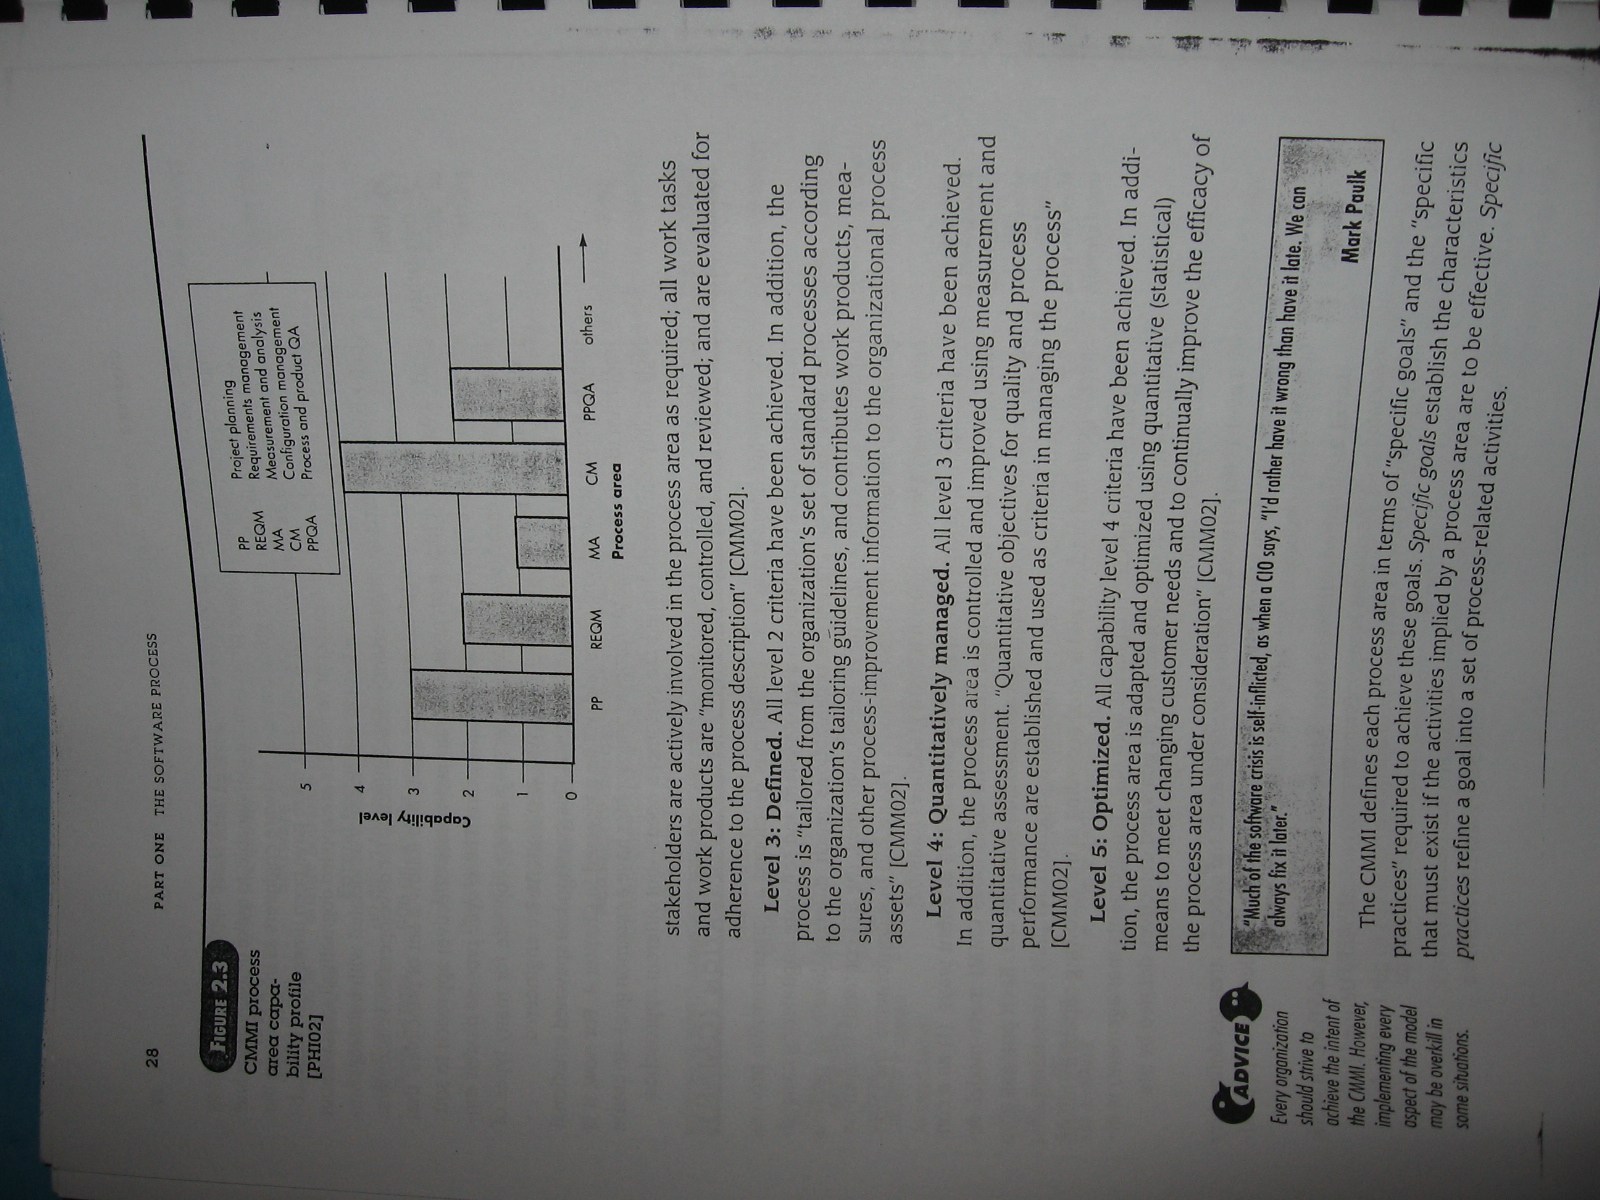 28
PART ONE THE SOFTWARE PROCESS
FIGURE 2.3
CMMI process
area capa-
bility profile
[PHI02]
PP Project planning
REQM Requirements management
MA Measurement and analysis
CM Configuration management
PPQA Process and product QA
Capability level
5
4
3
2
1
0
PP REQM MA CM PPQA others
Process area
stakeholders are actively involved in the process area as required; all work tasks
and work products are “monitored, controlled, and reviewed; and are evaluated for
adherence to the process description” [CMM02].
Level 3: Defined. All level 2 criteria have been achieved. In addition, the
process is “tailored from the organization’s set of standard processes according
to the organization’s tailoring guidelines, and contributes work products, mea-
sures, and other process-improvement information to the organizational process
assets” [CMM02].
Level 4: Quantitatively managed. All level 3 criteria have been achieved.
In addition, the process area is controlled and improved using measurement and
quantitative assessment. “Quantitative objectives for quality and process
performance are established and used as criteria in managing the process”
[CMM02].
Level 5: Optimized. All capability level 4 criteria have been achieved. In addi-
tion, the process area is adapted and optimized using quantitative (statistical)
means to meet changing customer needs and to continually improve the efficacy of
the process area under consideration” [CMM02].
ADVICE
Every organization
should strive to
achieve the intent of
the CMMI. However,
implementing every
aspect of the model
may be overkill in
some situations.
“Much of the software crisis is self-inflicted, as when a CIO says, “I’d rather have it wrong than have it late. We can
always fix it later.”
Mark Paulk
The CMMI defines each process area in terms of “specific goals” and the “specific
practices” required to achieve these goals. Specific goals establish the characteristics
that must exist if the activities implied by a process area are to be effective. Specific
practices refine a goal into a set of process-related activities.